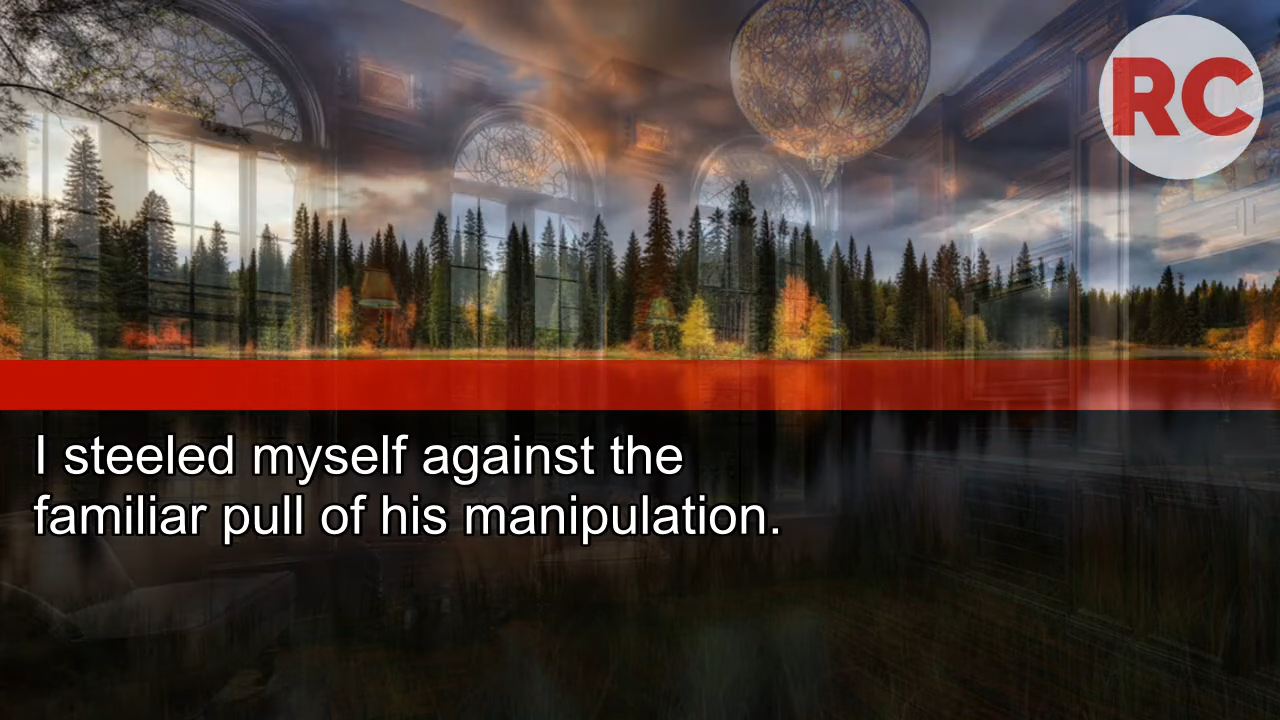 RC
I steeled myself against the
familiar pull of his manipulation.